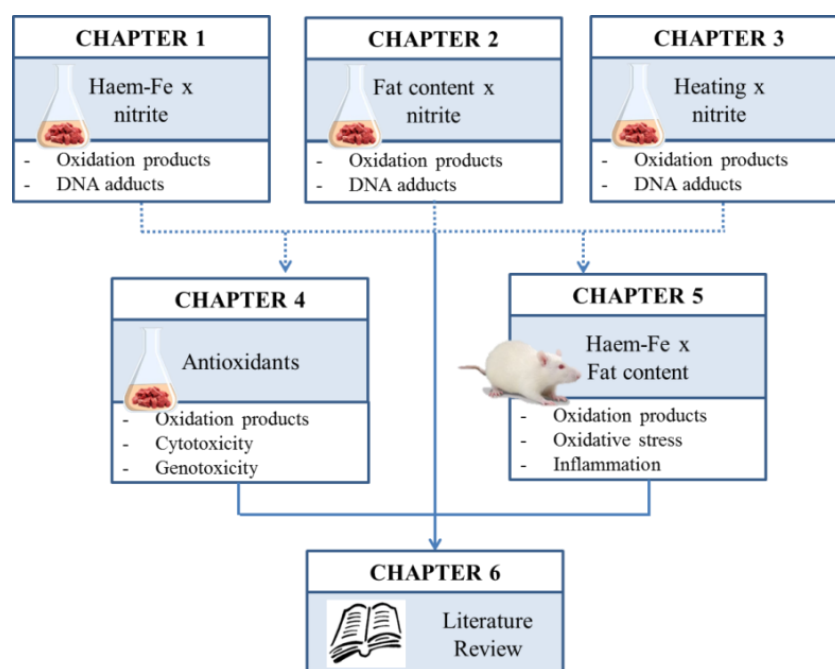 CHAPTER 1
Haem-Fe x
nitrite
- Oxidation products
- DNA adducts
CHAPTER 2
Fat content x
nitrite
- Oxidation products
- DNA adducts
CHAPTER 3
Heating x
nitrite
- Oxidation products
- DNA adducts
CHAPTER 4
Antioxidants
- Oxidation products
- Cytotoxicity
- Genotoxicity
CHAPTER 5
Haem-Fe x
Fat content
- Oxidation products
- Oxidative stress
- Inflammation
CHAPTER 6
Literature
Review